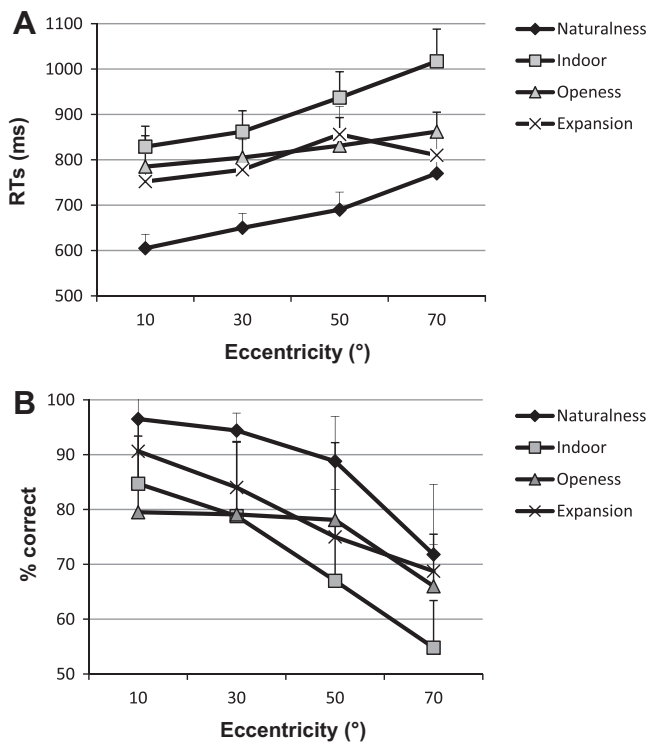 A
1100
1000
900
800
700
600
500
RTs (ms)
10 30 50 70
Eccentricity (°)
Naturalness
Indoor
Openess
Expansion
B
100
90
80
70
60
50
% correct
10 30 50 70
Eccentricity (°)
Naturalness
Indoor
Openess
Expansion